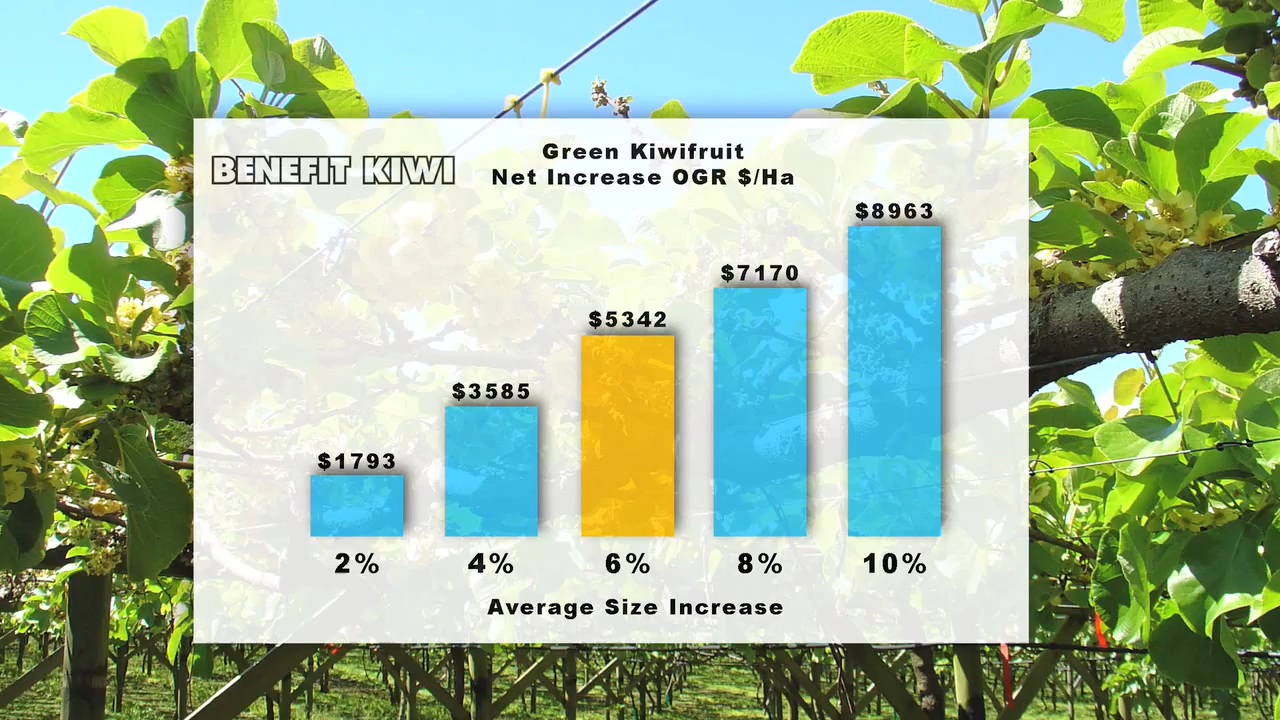 BENEFIT KIWI
Green Kiwifruit
Net Increase OGR $/Ha
$1793
$3585
$5342
$7170
$8963
2%
4%
6%
8%
10%
Average Size Increase